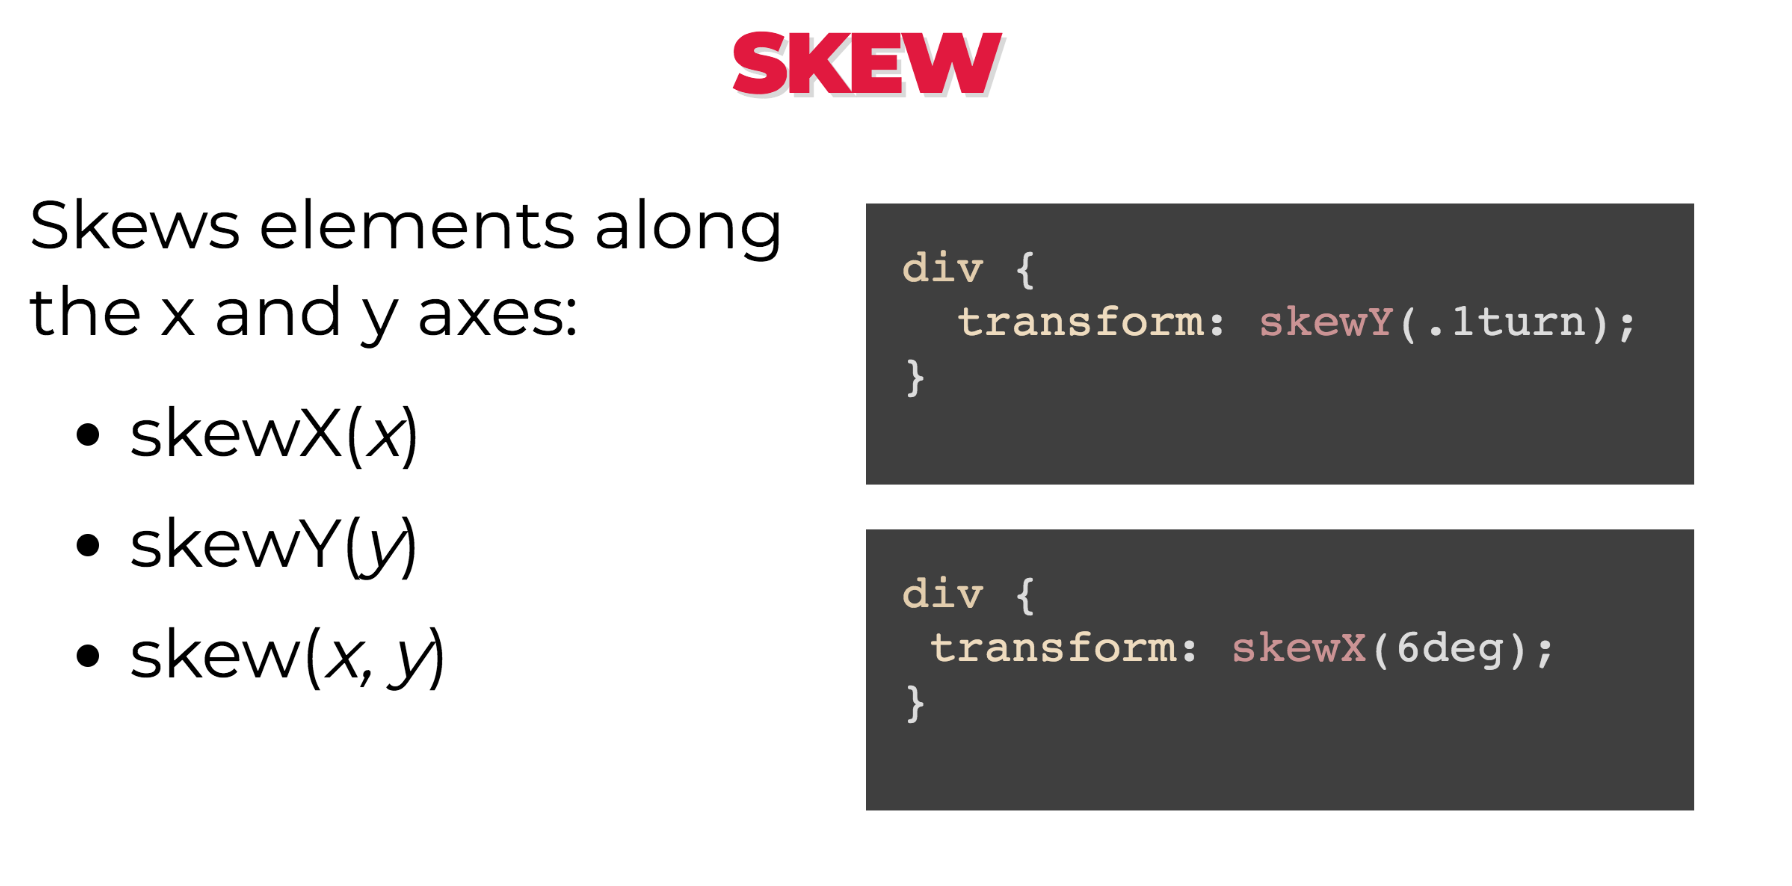 SKEW
Skews elements along
the x and y axes:
• skewX(x)
• skewY(y)
• skew(x, y)
div {
  transform: skewY(.1turn);
}
div {
 transform: skewX(6deg);
}